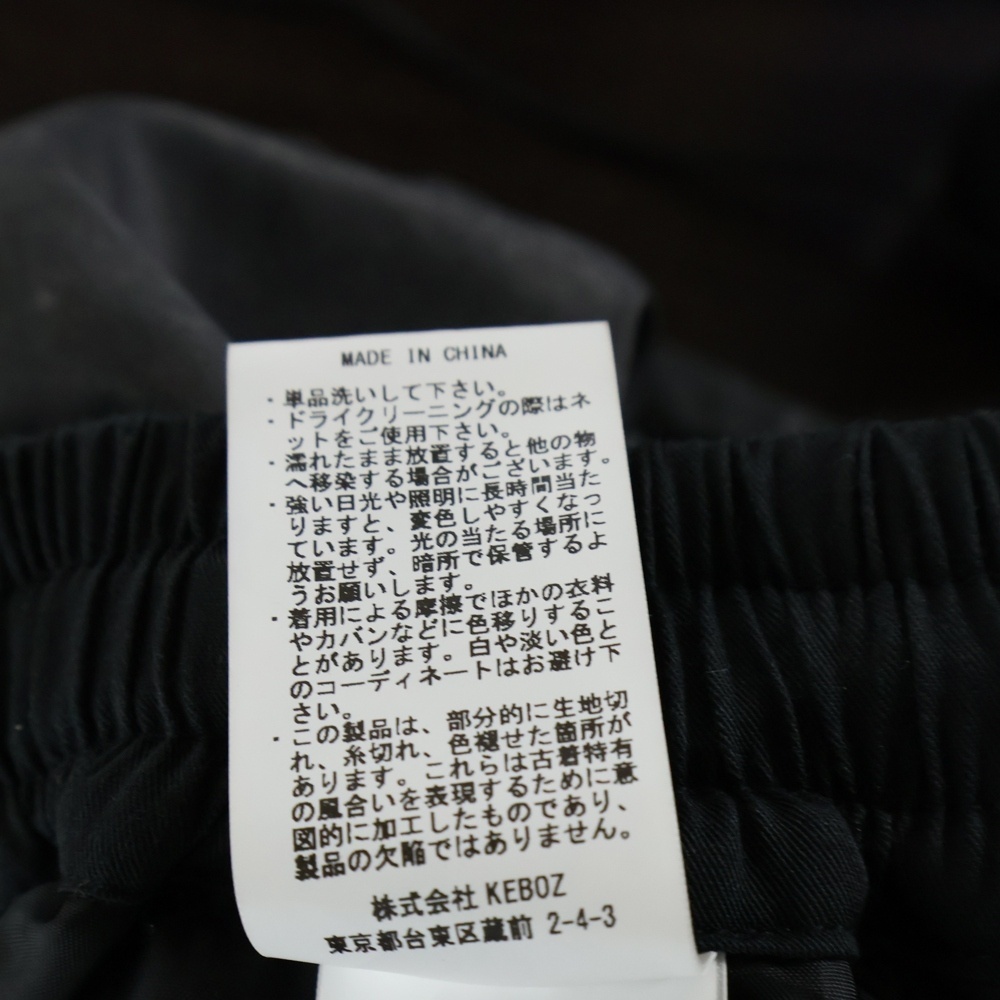 MADE IN CHINA
・単品洗いして下さい。
・ドライクリーニングの際はネ
ットをご使用下さい。
・濡れたまま放置すると他の物
へ移染する場合がございます。
・強い日光や照明に長時間当た
りますと、変色しやすくなっ
ています。光の当たる場所に
放置せず、暗所で保管するよ
うお願いします。
・着用による摩擦でほかの衣料
やカバンなどに色移りするこ
とがあります。白や淡い色と
のコーディネートはお避け下
さい。
・この製品は、部分的に生地切
れ、糸切れ、色褪せた箇所が
あります。これらは古着特有
の風合いを表現するために意
図的に加工したものであり、
製品の欠陥ではありません。
株式会社 KEBOZ
東京都台東区蔵前 2-4-3